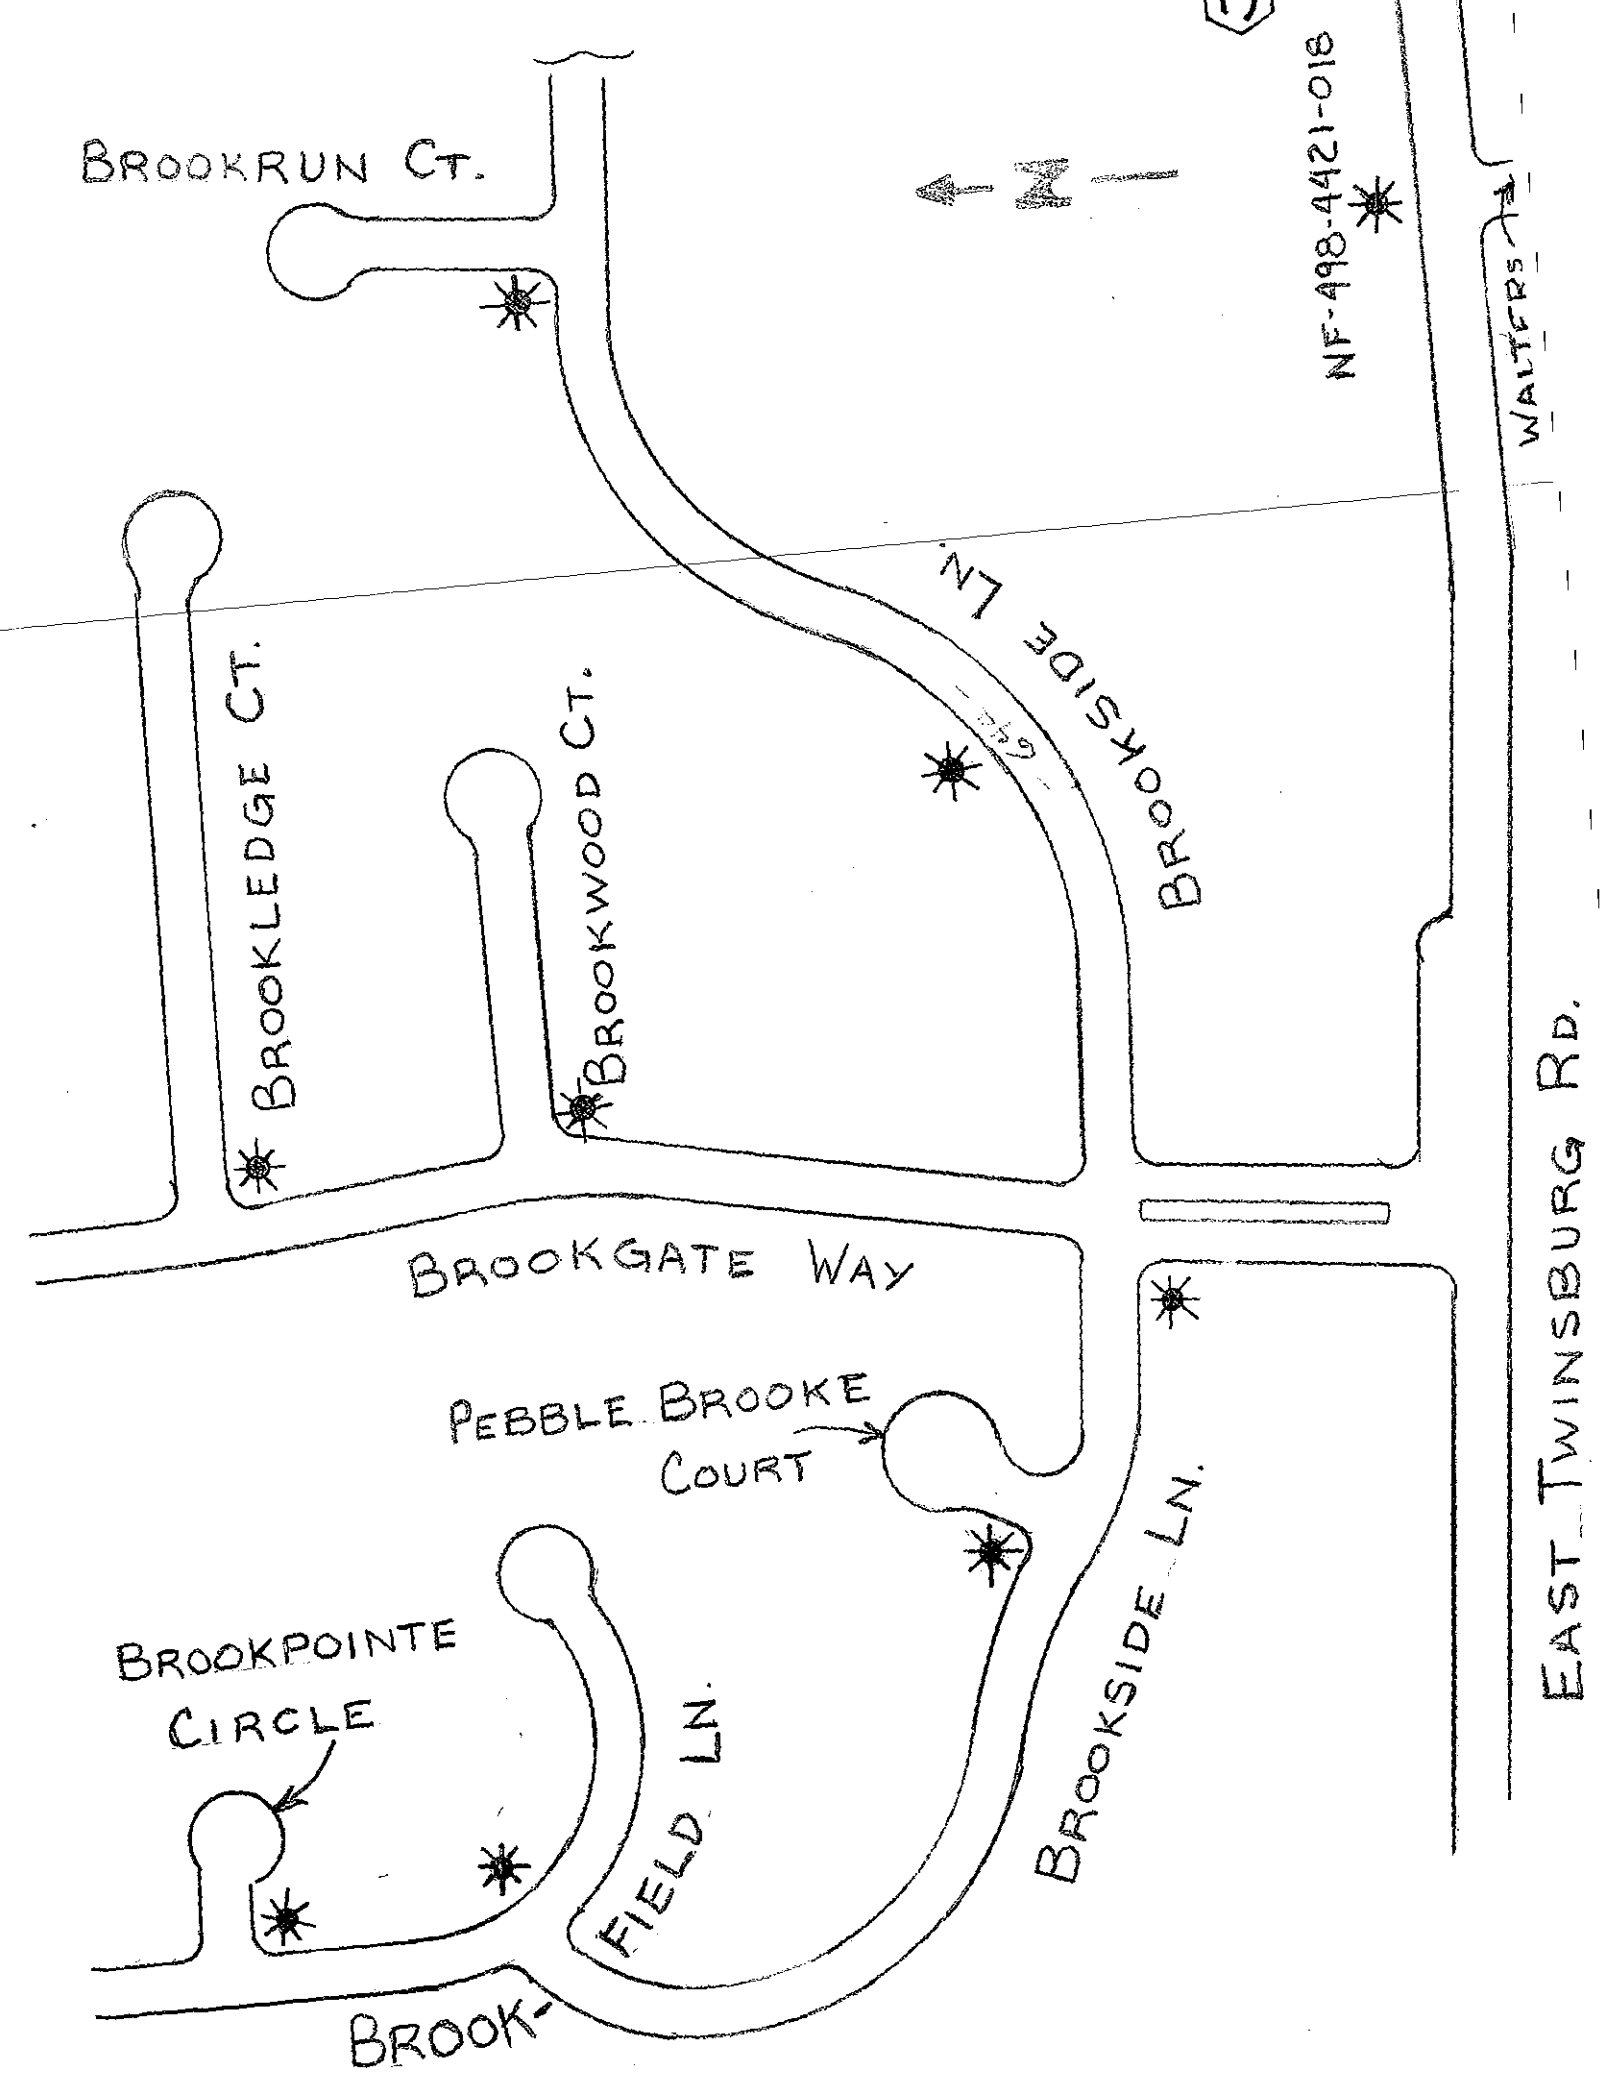 BROOKRUN CT.
N
NF-498-4421-018
WALTERS
BROOKSIDE LN.
BROOKLEDGE CT.
BROOKWOOD CT.
BROOKGATE WAY
EAST TWINSBURG RD.
PEBBLE BROOKE
COURT
BROOKSIDE LN.
BROOKPOINTE
CIRCLE
BROOK-
FIELD LN.